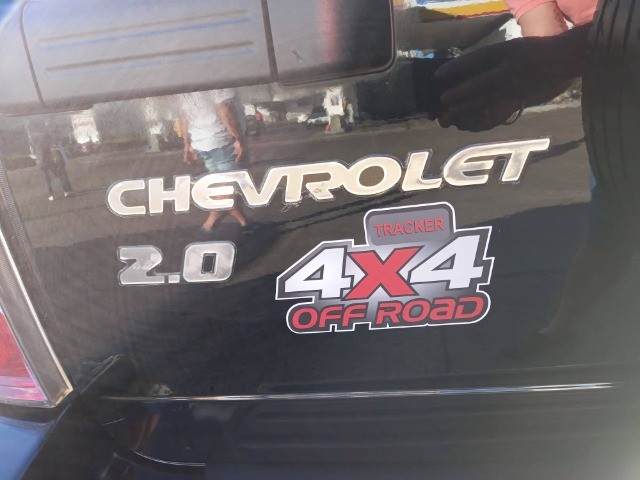 CHEVROLET
2.0
TRACKER
4x4
OFF ROAD